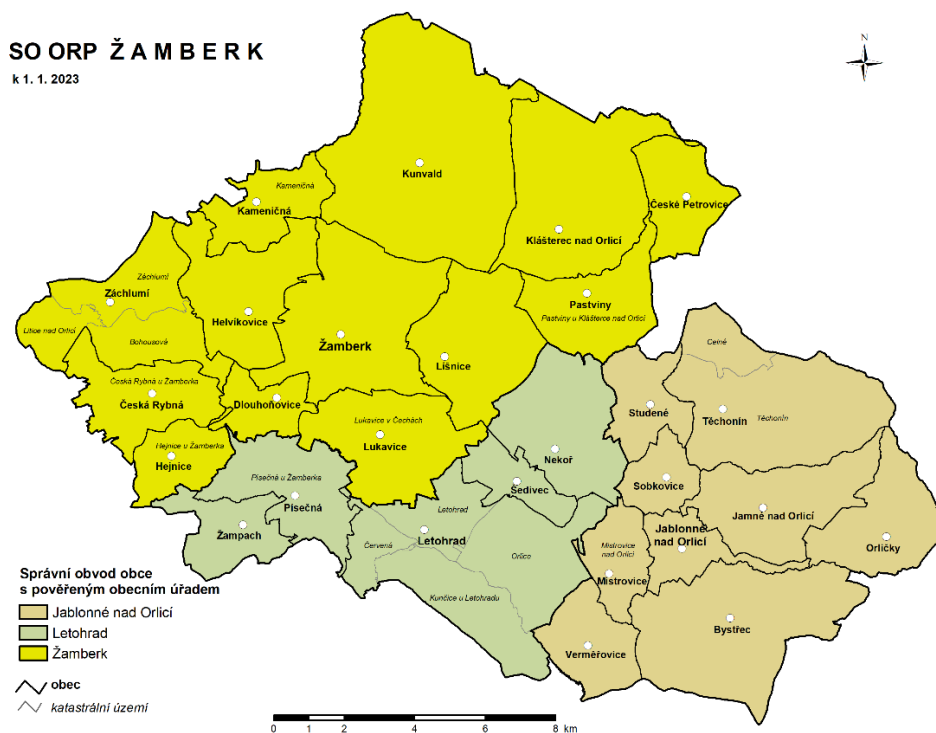 SO ORP ŽAMBERK
k 1. 1. 2023
N
Kunvald
Kameničná
Kameničná
České Petrovice
Klášterec nad Orlicí
Záchlumí
Záchlumí
Pastviny
Pastviny u Klášterce nad Orlicí
Helvíkovice
Litice nad Orlicí
Bohousová
Žamberk
Lišnice
Celné
Česká Rybná u Žamberka
Česká Rybná
Dlouhoňovice
Studené
Těchonín
Těchonín
Lukavice v Čechách
Lukavice
Hejnice u Žamberka
Hejnice
Nekoř
Písečná u Žamberka
Písečná
Šedivec
Sobkovice
Letohrad
Letohrad
Jamné nad Orlicí
Žampach
Jablonné
nad Orlicí
Orličky
Červená
Orlice
Mistrovice
nad Orlicí
Mistrovice
Kunčice u Letohradu
Bystřec
Verměřovice
Správní obvod obce
s pověřeným obecním úřadem
Jablonné nad Orlicí
Letohrad
Žamberk
obec
katastrální území
0 1 2 4 6 8 km